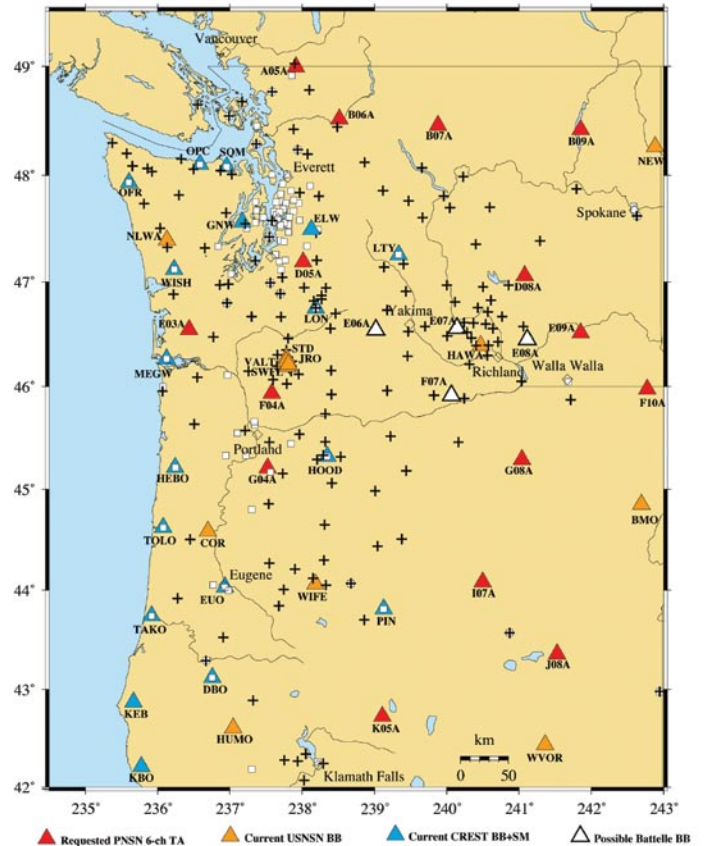 Vancouver
49°
A05A
B06A
B07A
B09A
NEW
48°
OPC
SQM
Everett
OFR
Spokane
GNW
ELW
NLWA
LTY
47°
WISH
D05A
D08A
LON
Yakima
E03A
E06A
E07A
E09A
E08A
HAWA
STD
VALT
JRO
SWFL
Richland
Walla Walla
46°
MEGW
F04A
F07A
F10A
Portland
HOOD
G04A
G08A
HEBO
45°
BMO
TOLO
COR
Eugene
44°
EUO
WIFE
I07A
PIN
TAKO
J08A
43°
DBO
KEB
K05A
HUMO
km
WVOR
KBO
0 50
Klamath Falls
42°
235° 236° 237° 238° 239° 240° 241° 242° 243°
Requested PNSN 6-ch TA Current USNSN BB Current CREST BB+SM Possible Battelle BB